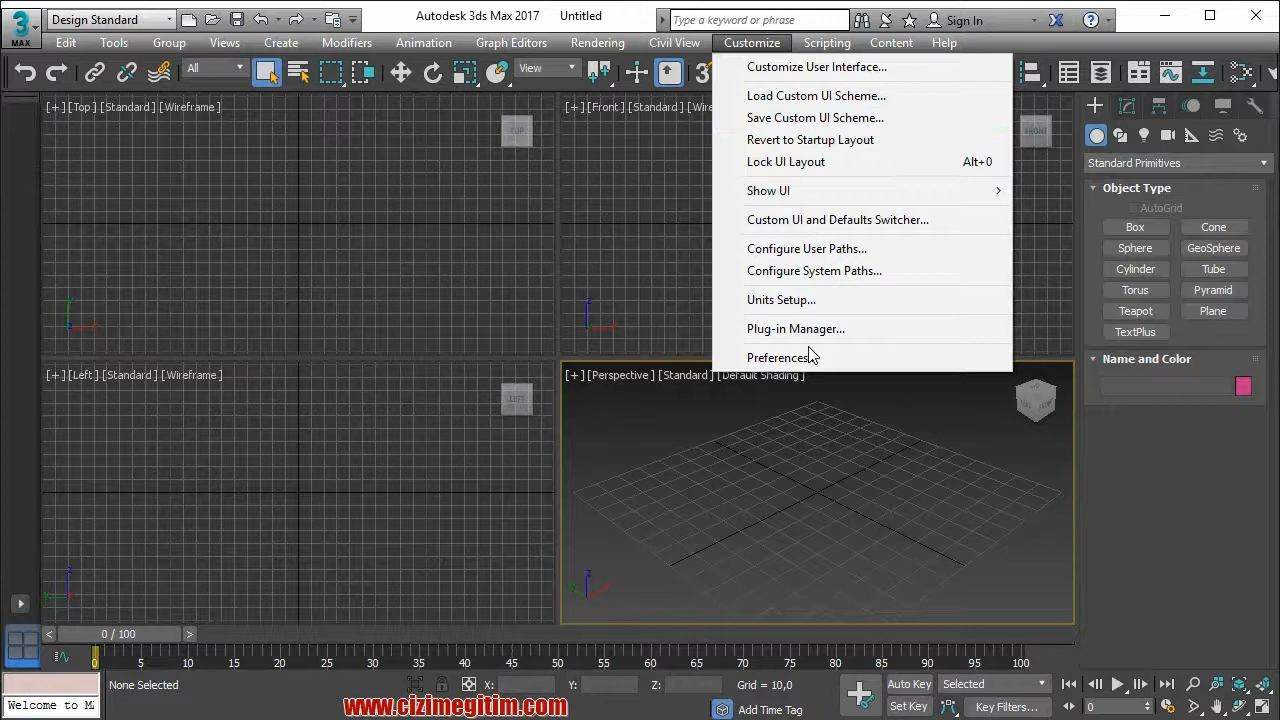 3
MAX
Design Standard
Autodesk 3ds Max 2017
Untitled
Type a keyword or phrase
Sign In
Edit
Tools
Group
Views
Create
Modifiers
Animation
Graph Editors
Rendering
Civil View
Customize
Scripting
Content
Help
All
View
3
Customize User Interface...
Load Custom UI Scheme...
Save Custom UI Scheme...
Revert to Startup Layout
Lock UI Layout Alt+0
Show UI
Custom UI and Defaults Switcher...
Configure User Paths...
Configure System Paths...
Units Setup...
Plug-in Manager...
Preferences
[+] [Top] [Standard] [Wireframe]
TOP
[+] [Front] [Standard] [Wire
FRONT
Standard Primitives
Object Type
AutoGrid
Box Cone
Sphere GeoSphere
Cylinder Tube
Torus Pyramid
Teapot Plane
TextPlus
Name and Color
[+] [Left] [Standard] [Wireframe]
LEFT
[+] [Perspective] [Standard] [Default Shading]
< 0 / 100 >
0 5 10 15 20 25 30 35 40 45 50 55 60 65 70 75 80 85 90 95 100
None Selected
X:
Y:
Z:
Grid = 10,0
Auto Key
Selected
Welcome to M
www.cizimegitim.com
Add Time Tag
Set Key
Key Filters...
0